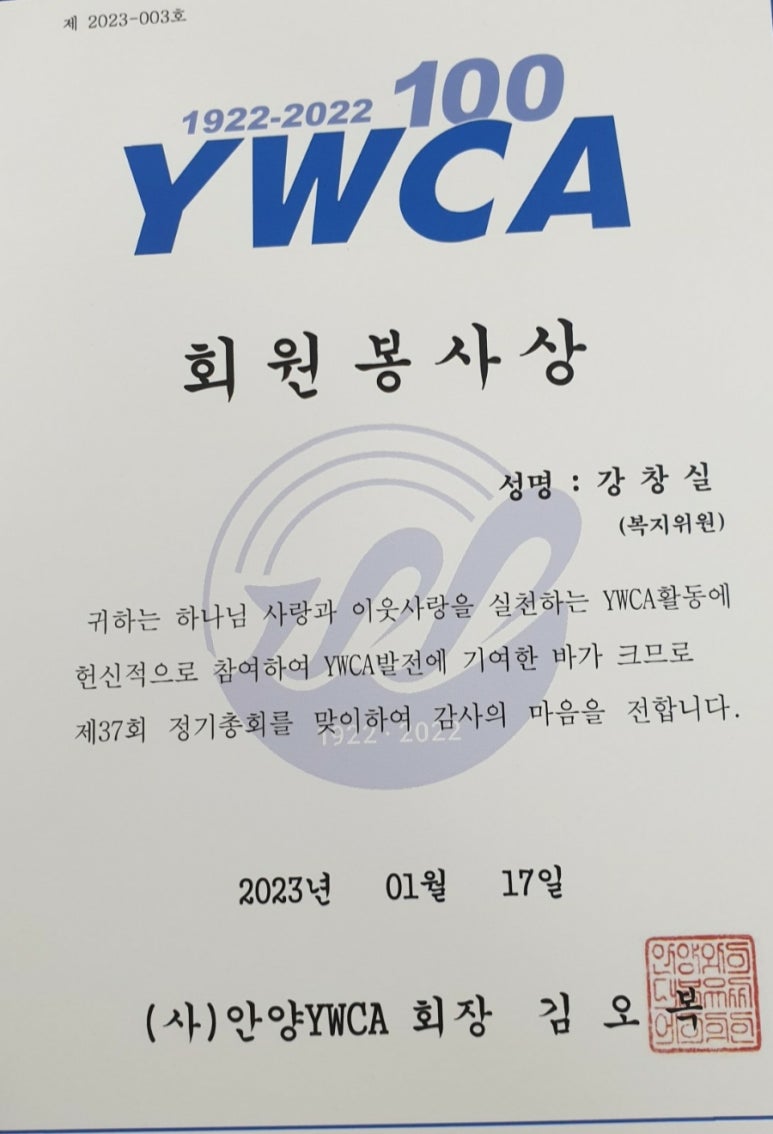 제 2023-003호
1922-2022 100
YWCA
회원봉사상
성명 : 강창실
(복지위원)
귀하는 하나님 사랑과 이웃사랑을 실천하는 YWCA활동에
헌신적으로 참여하여 YWCA발전에 기여한 바가 크므로
제37회 정기총회를 맞이하여 감사의 마음을 전합니다.
1922·2022
2023년 01월 17일
(사)안양YWCA 회장 김오복